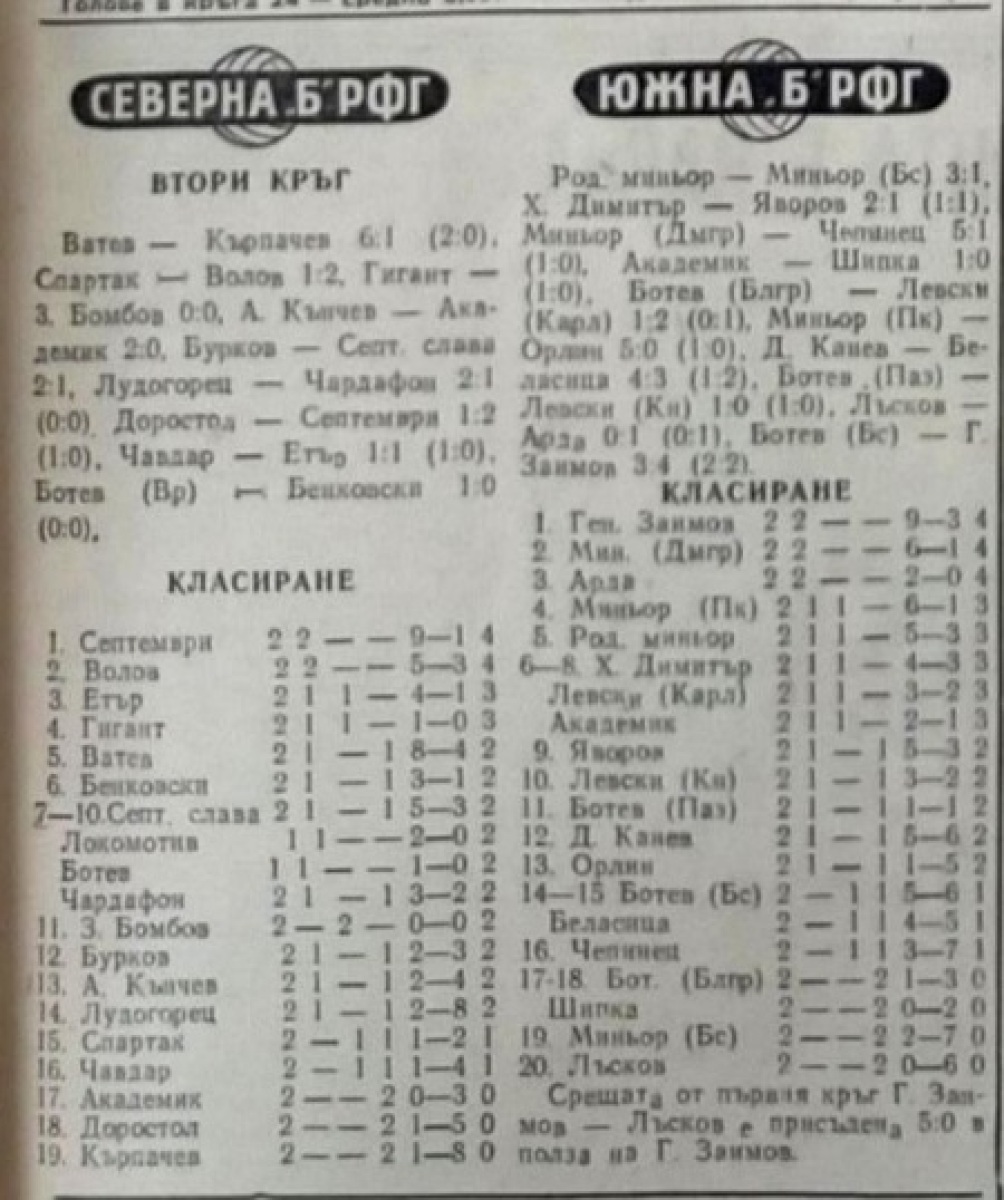 СЕВЕРНА „Б“ РФГ
ВТОРИ КРЪГ
Ватев — Кърпачев 6:1 (2:0),
Спартак — Волов 1:2, Гигант —
З. Бомбов 0:0, А. Кънчев — Ака-
демик 2:0, Бурков — Септ. слава
2:1, Лудогорец — Чардафон 2:1
(0:0), Доростол — Септември 1:2
(1:0), Чавдар — Етър 1:1 (1:0),
Ботев (Вр) — Бенковски 1:0
(0:0),
КЛАСИРАНЕ
1. Септември 2 2 — — 9—1 4
2. Волов 2 2 — — 5—3 4
3. Етър 2 1 1 — 4—1 3
4. Гигант 2 1 1 — 1—0 3
5. Ватев 2 1 — 1 8—4 2
6. Бенковски 2 1 — 1 3—1 2
7—10. Септ. слава 2 1 — 1 5—3 2
Локомотив 1 1 — — 2—0 2
Ботев 1 1 — — 1—0 2
Чардафон 2 1 — 1 3—2 2
11. З. Бомбов 2 — 2 — 0—0 2
12. Бурков 2 1 — 1 2—3 2
13. А. Кънчев 2 1 — 1 2—4 2
14. Лудогорец 2 1 — 1 2—8 2
15. Спартак 2 — 1 1 1—2 1
16. Чавдар 2 — 1 1 1—4 1
17. Академик 2 — — 2 0—3 0
18. Доростол 2 — — 2 1—5 0
19. Кърпачев 2 — — 2 1—8 0
ЮЖНА „Б“ РФГ
Род. миньор — Миньор (Бс) 3:1,
Х. Димитър — Яворов 2:1 (1:1),
Миньор (Дмгр) — Чепинец 5:1
(1:0), Академик — Шипка 1:0
(1:0), Ботев (Блгр) — Левски
(Карл) 1:2 (0:1), Миньор (Пк) —
Орлин 5:0 (1:0), Д. Канев — Бе-
ласица 4:3 (1:2), Ботев (Паз) —
Левски (Кн) 1:0 (1:0), Лъсков —
Арда 0:1 (0:1), Ботев (Бс) — Г.
Заимов 3:4 (2:2).
КЛАСИРАНЕ
1. Ген. Заимов 2 2 — — 9—3 4
2. Мин. (Дмгр) 2 2 — — 6—1 4
3. Арда 2 2 — — 2—0 4
4. Миньор (Пк) 2 1 1 — 6—1 3
5. Род. миньор 2 1 1 — 5—3 3
6—8. Х. Димитър 2 1 1 — 4—3 3
Левски (Карл) 2 1 1 — 3—2 3
Академик 2 1 1 — 2—1 3
9. Яворов 2 1 — 1 5—3 2
10. Левски (Кн) 2 1 — 1 3—2 2
11. Ботев (Паз) 2 1 — 1 1—1 2
12. Д. Канев 2 1 — 1 5—6 2
13. Орлин 2 1 — 1 1—5 2
14—15 Ботев (Бс) 2 — 1 1 5—6 1
Беласица 2 — 1 1 4—5 1
16. Чепинец 2 — 1 1 3—7 1
17-18. Бот. (Блгр) 2 — — 2 1—3 0
Шипка 2 — — 2 0—2 0
19. Миньор (Бс) 2 — — 2 2—7 0
20. Лъсков 2 — — 2 0—6 0
Срещата от първия кръг Г. Заи-
мов — Лъсков е присъдена 5:0 в
полза на Г. Заимов.